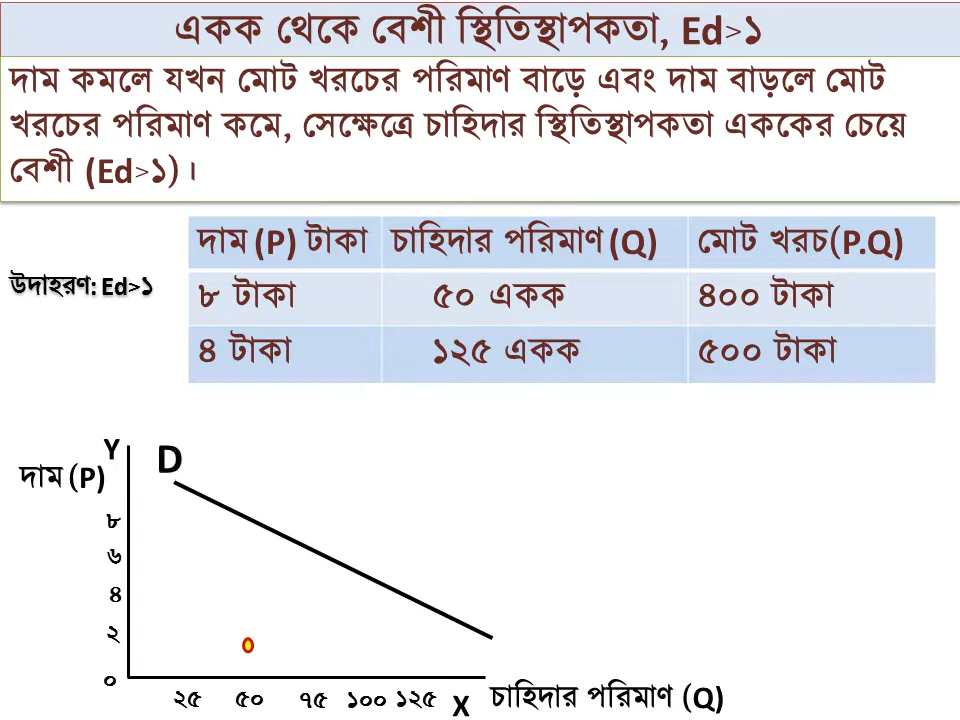 একক থেকে বেশী স্থিতিস্থাপকতা, Ed>১
দাম কমলে যখন মোট খরচের পরিমাণ বাড়ে এবং দাম বাড়লে মোট
খরচের পরিমাণ কমে, সেক্ষেত্রে চাহিদার স্থিতিস্থাপকতা এককের চেয়ে
বেশী (Ed>১)।
দাম (P) টাকা চাহিদার পরিমাণ (Q) মোট খরচ(P.Q)
উদাহরণ: Ed>১
৮ টাকা ৫০ একক ৪০০ টাকা
৪ টাকা ১২৫ একক ৫০০ টাকা
Y
D
দাম (P)
৮
৬
৪
২
০
২৫ ৫০ ৭৫ ১০০ ১২৫ X চাহিদার পরিমাণ (Q)